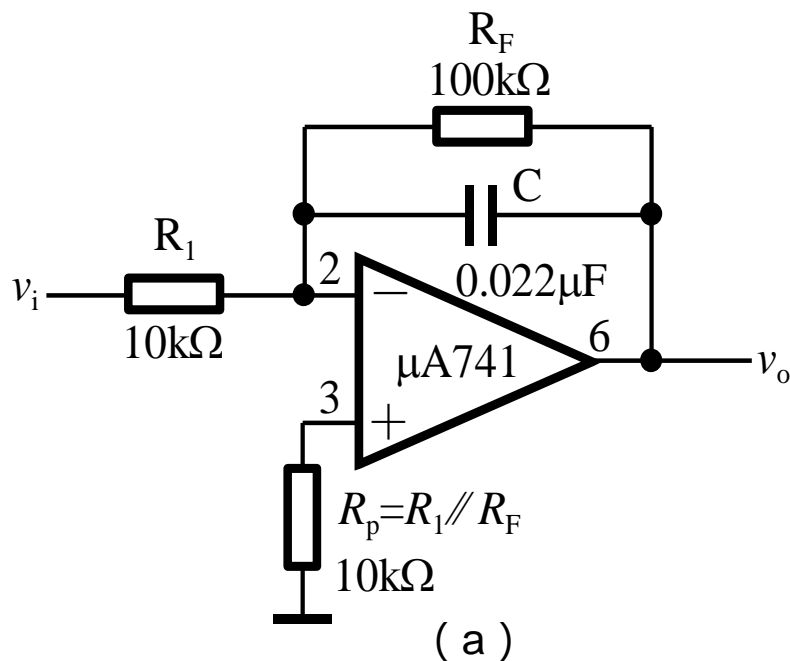 R_F
100kΩ
C
0.022μF
R_1
10kΩ
v_i
2
−
μA741
6
v_o
3
+
R_p=R_1//R_F
10kΩ
( a )